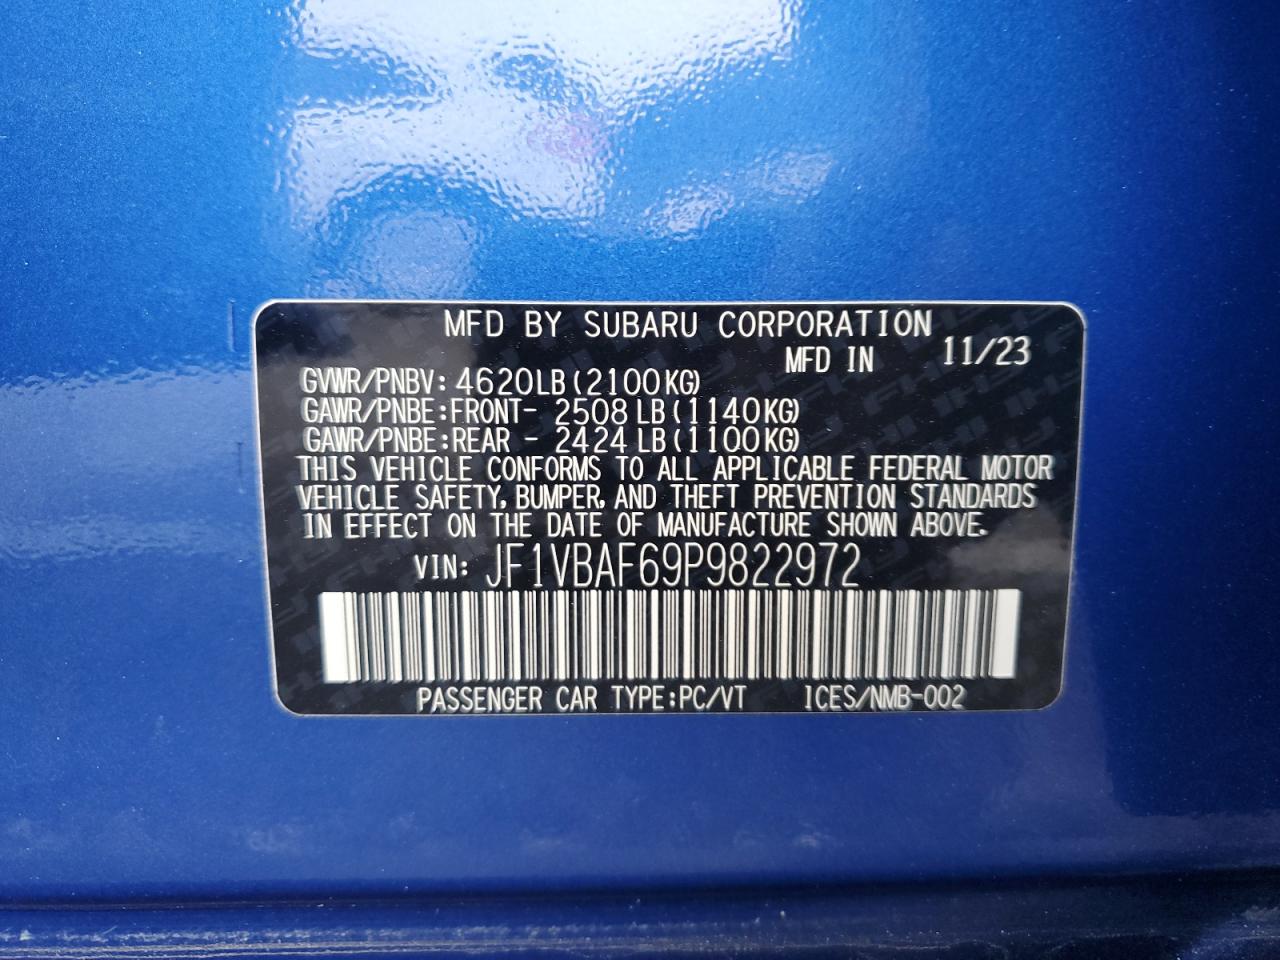 MFD BY SUBARU CORPORATION
MFD IN 11/23
GVWR/PNBV: 4620LB(2100KG)
GAWR/PNBE:FRONT- 2508 LB(1140KG)
GAWR/PNBE:REAR - 2424 LB(1100KG)
THIS VEHICLE CONFORMS TO ALL APPLICABLE FEDERAL MOTOR
VEHICLE SAFETY, BUMPER, AND THEFT PREVENTION STANDARDS
IN EFFECT ON THE DATE OF MANUFACTURE SHOWN ABOVE.
VIN: JF1VBAF69P9822972
PASSENGER CAR TYPE:PC/VT ICES/NMB-002